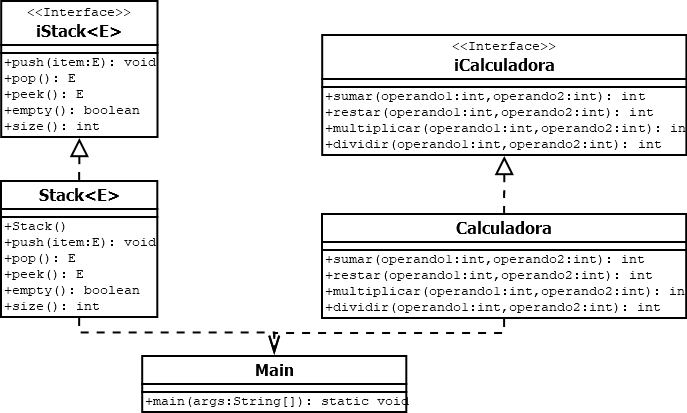 <<Interface>>
iStack<E>
+push(item:E): void
+pop(): E
+peek(): E
+empty(): boolean
+size(): int
<<Interface>>
iCalculadora
+sumar(operando1:int,operando2:int): int
+restar(operando1:int,operando2:int): int
+multiplicar(operando1:int,operando2:int): in
+dividir(operando1:int,operando2:int): int
Stack<E>
+Stack()
+push(item:E): void
+pop(): E
+peek(): E
+empty(): boolean
+size(): int
Calculadora
+sumar(operando1:int,operando2:int): int
+restar(operando1:int,operando2:int): int
+multiplicar(operando1:int,operando2:int): in
+dividir(operando1:int,operando2:int): int
Main
+main(args:String[]): static void